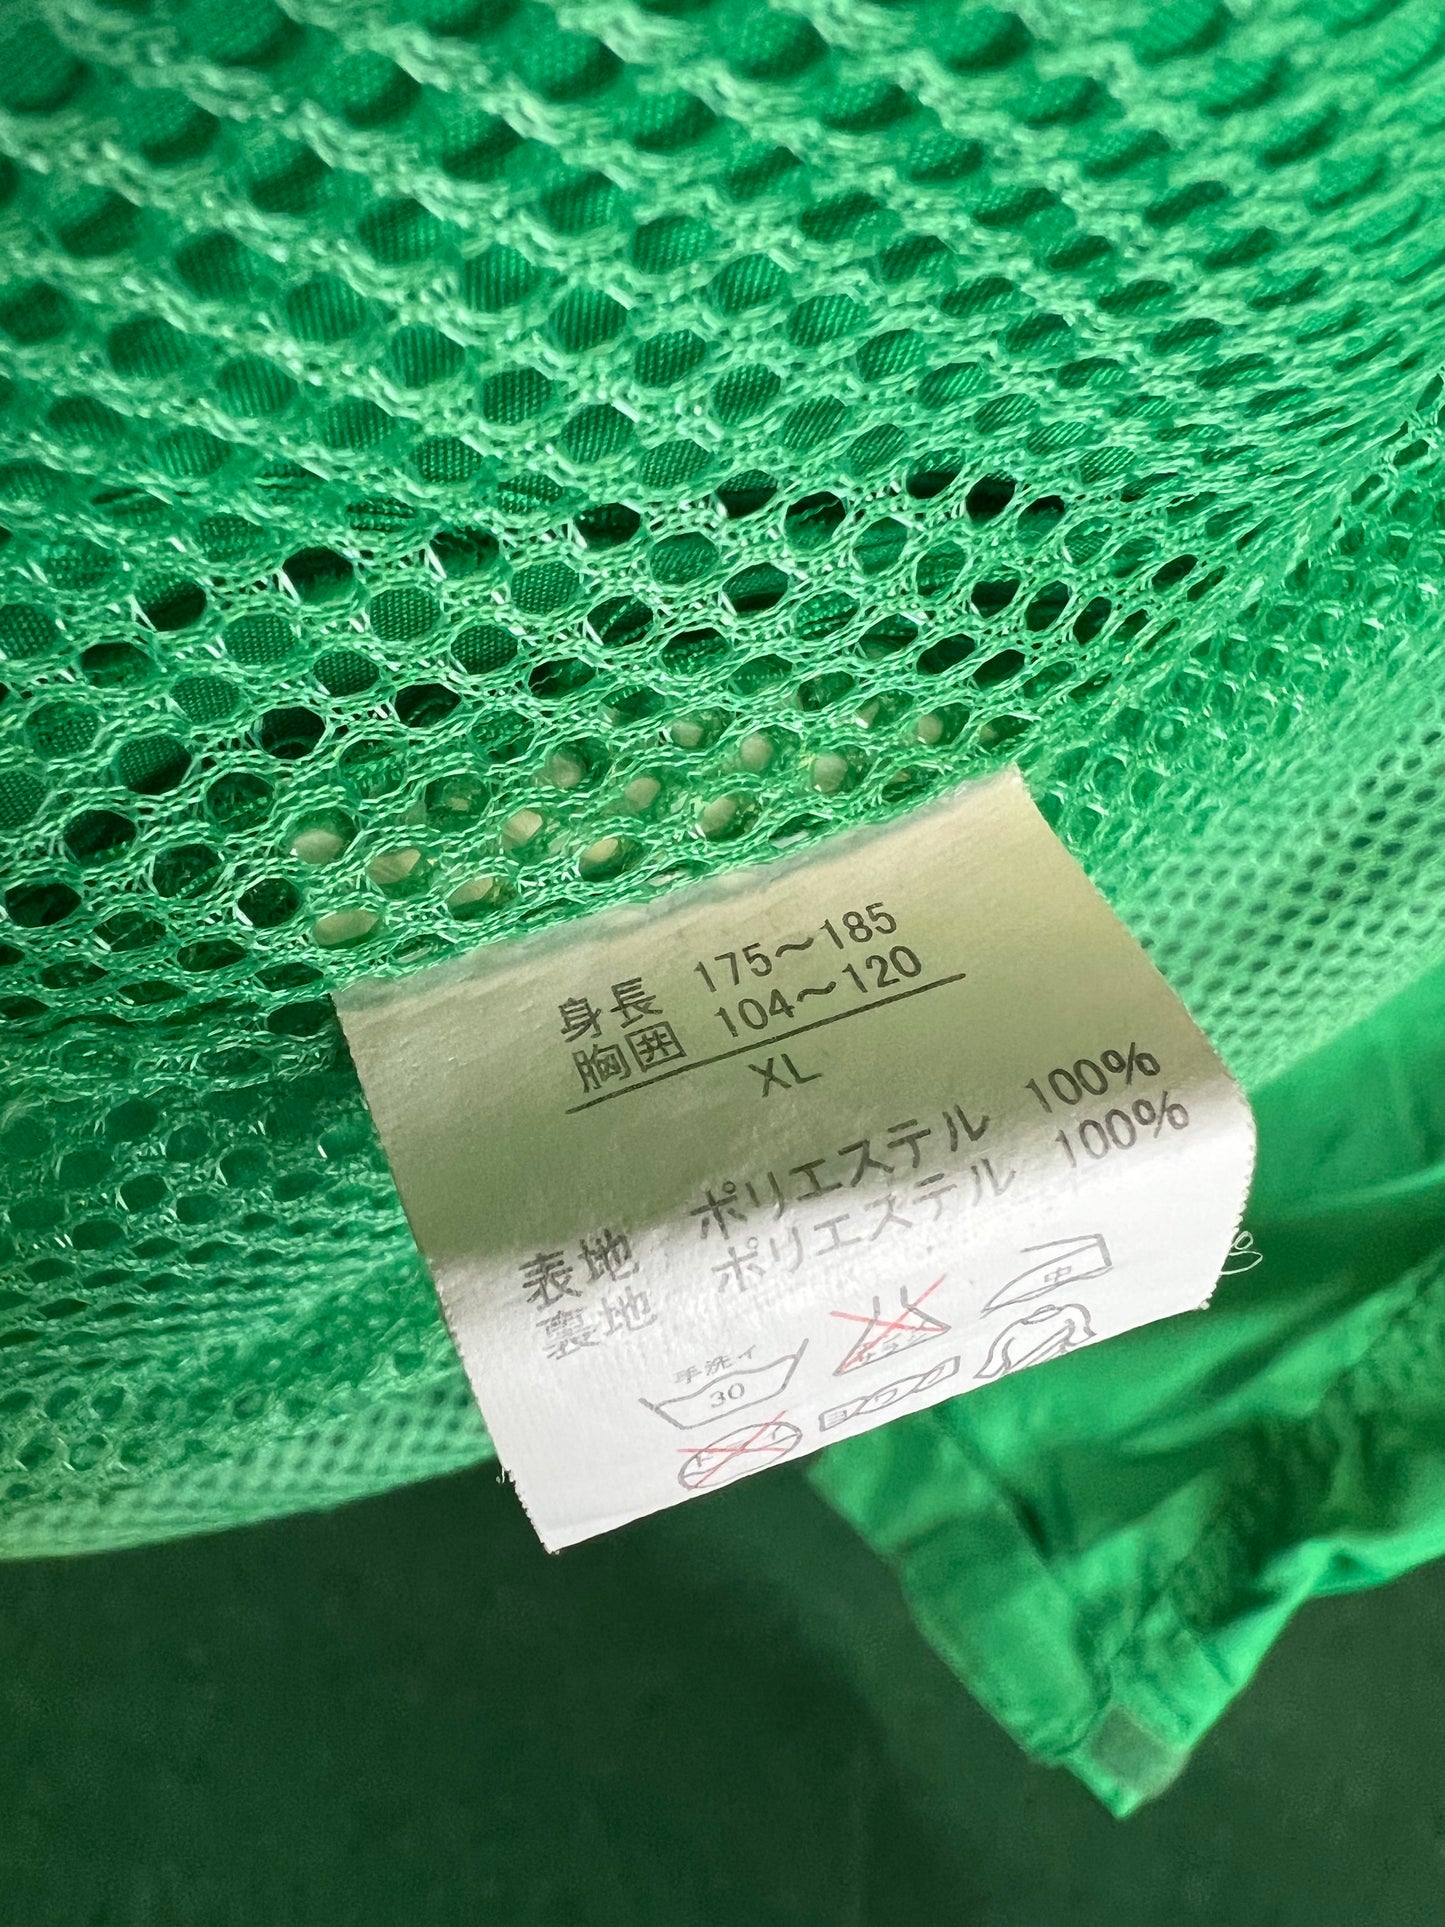 身長 175～185
胸囲 104～120
XL
表地 ポリエステル 100%
裏地 ポリエステル 100%
手洗イ
30
中